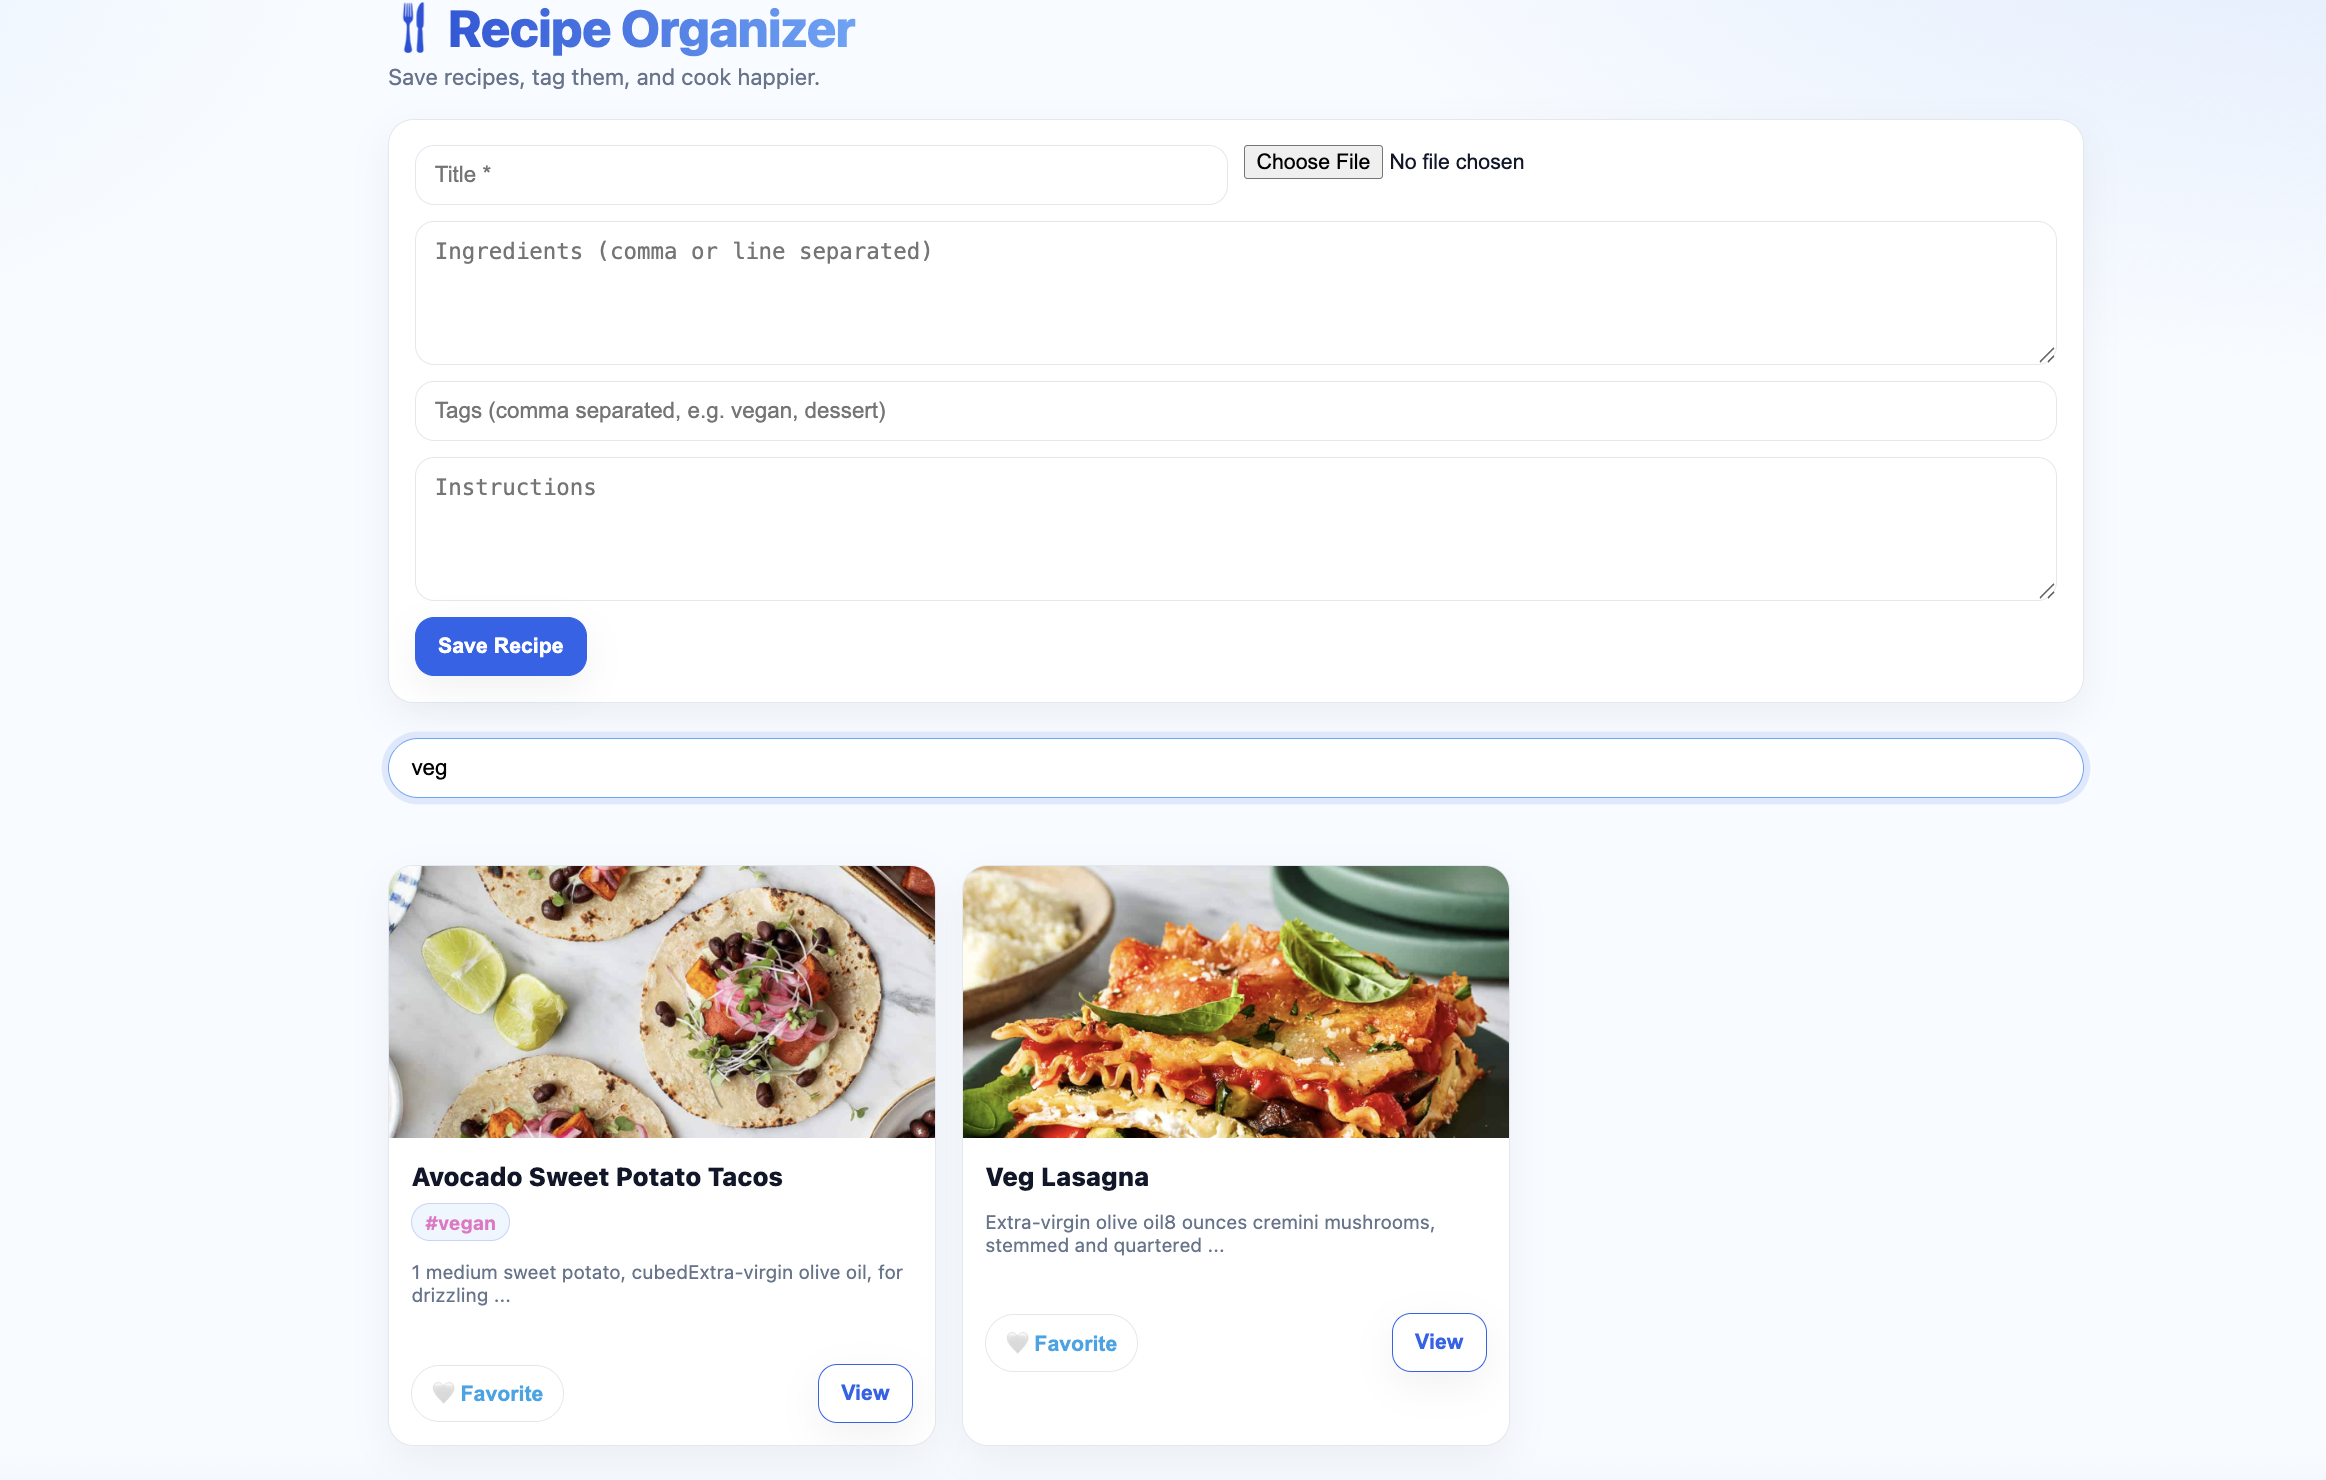 Recipe Organizer
Save recipes, tag them, and cook happier.
Title *
Choose File No file chosen
Ingredients (comma or line separated)
Tags (comma separated, e.g. vegan, dessert)
Instructions
Save Recipe
veg
Avocado Sweet Potato Tacos
#vegan
1 medium sweet potato, cubedExtra-virgin olive oil, for
drizzling ...
Favorite
View
Veg Lasagna
Extra-virgin olive oil8 ounces cremini mushrooms,
stemmed and quartered ...
Favorite
View